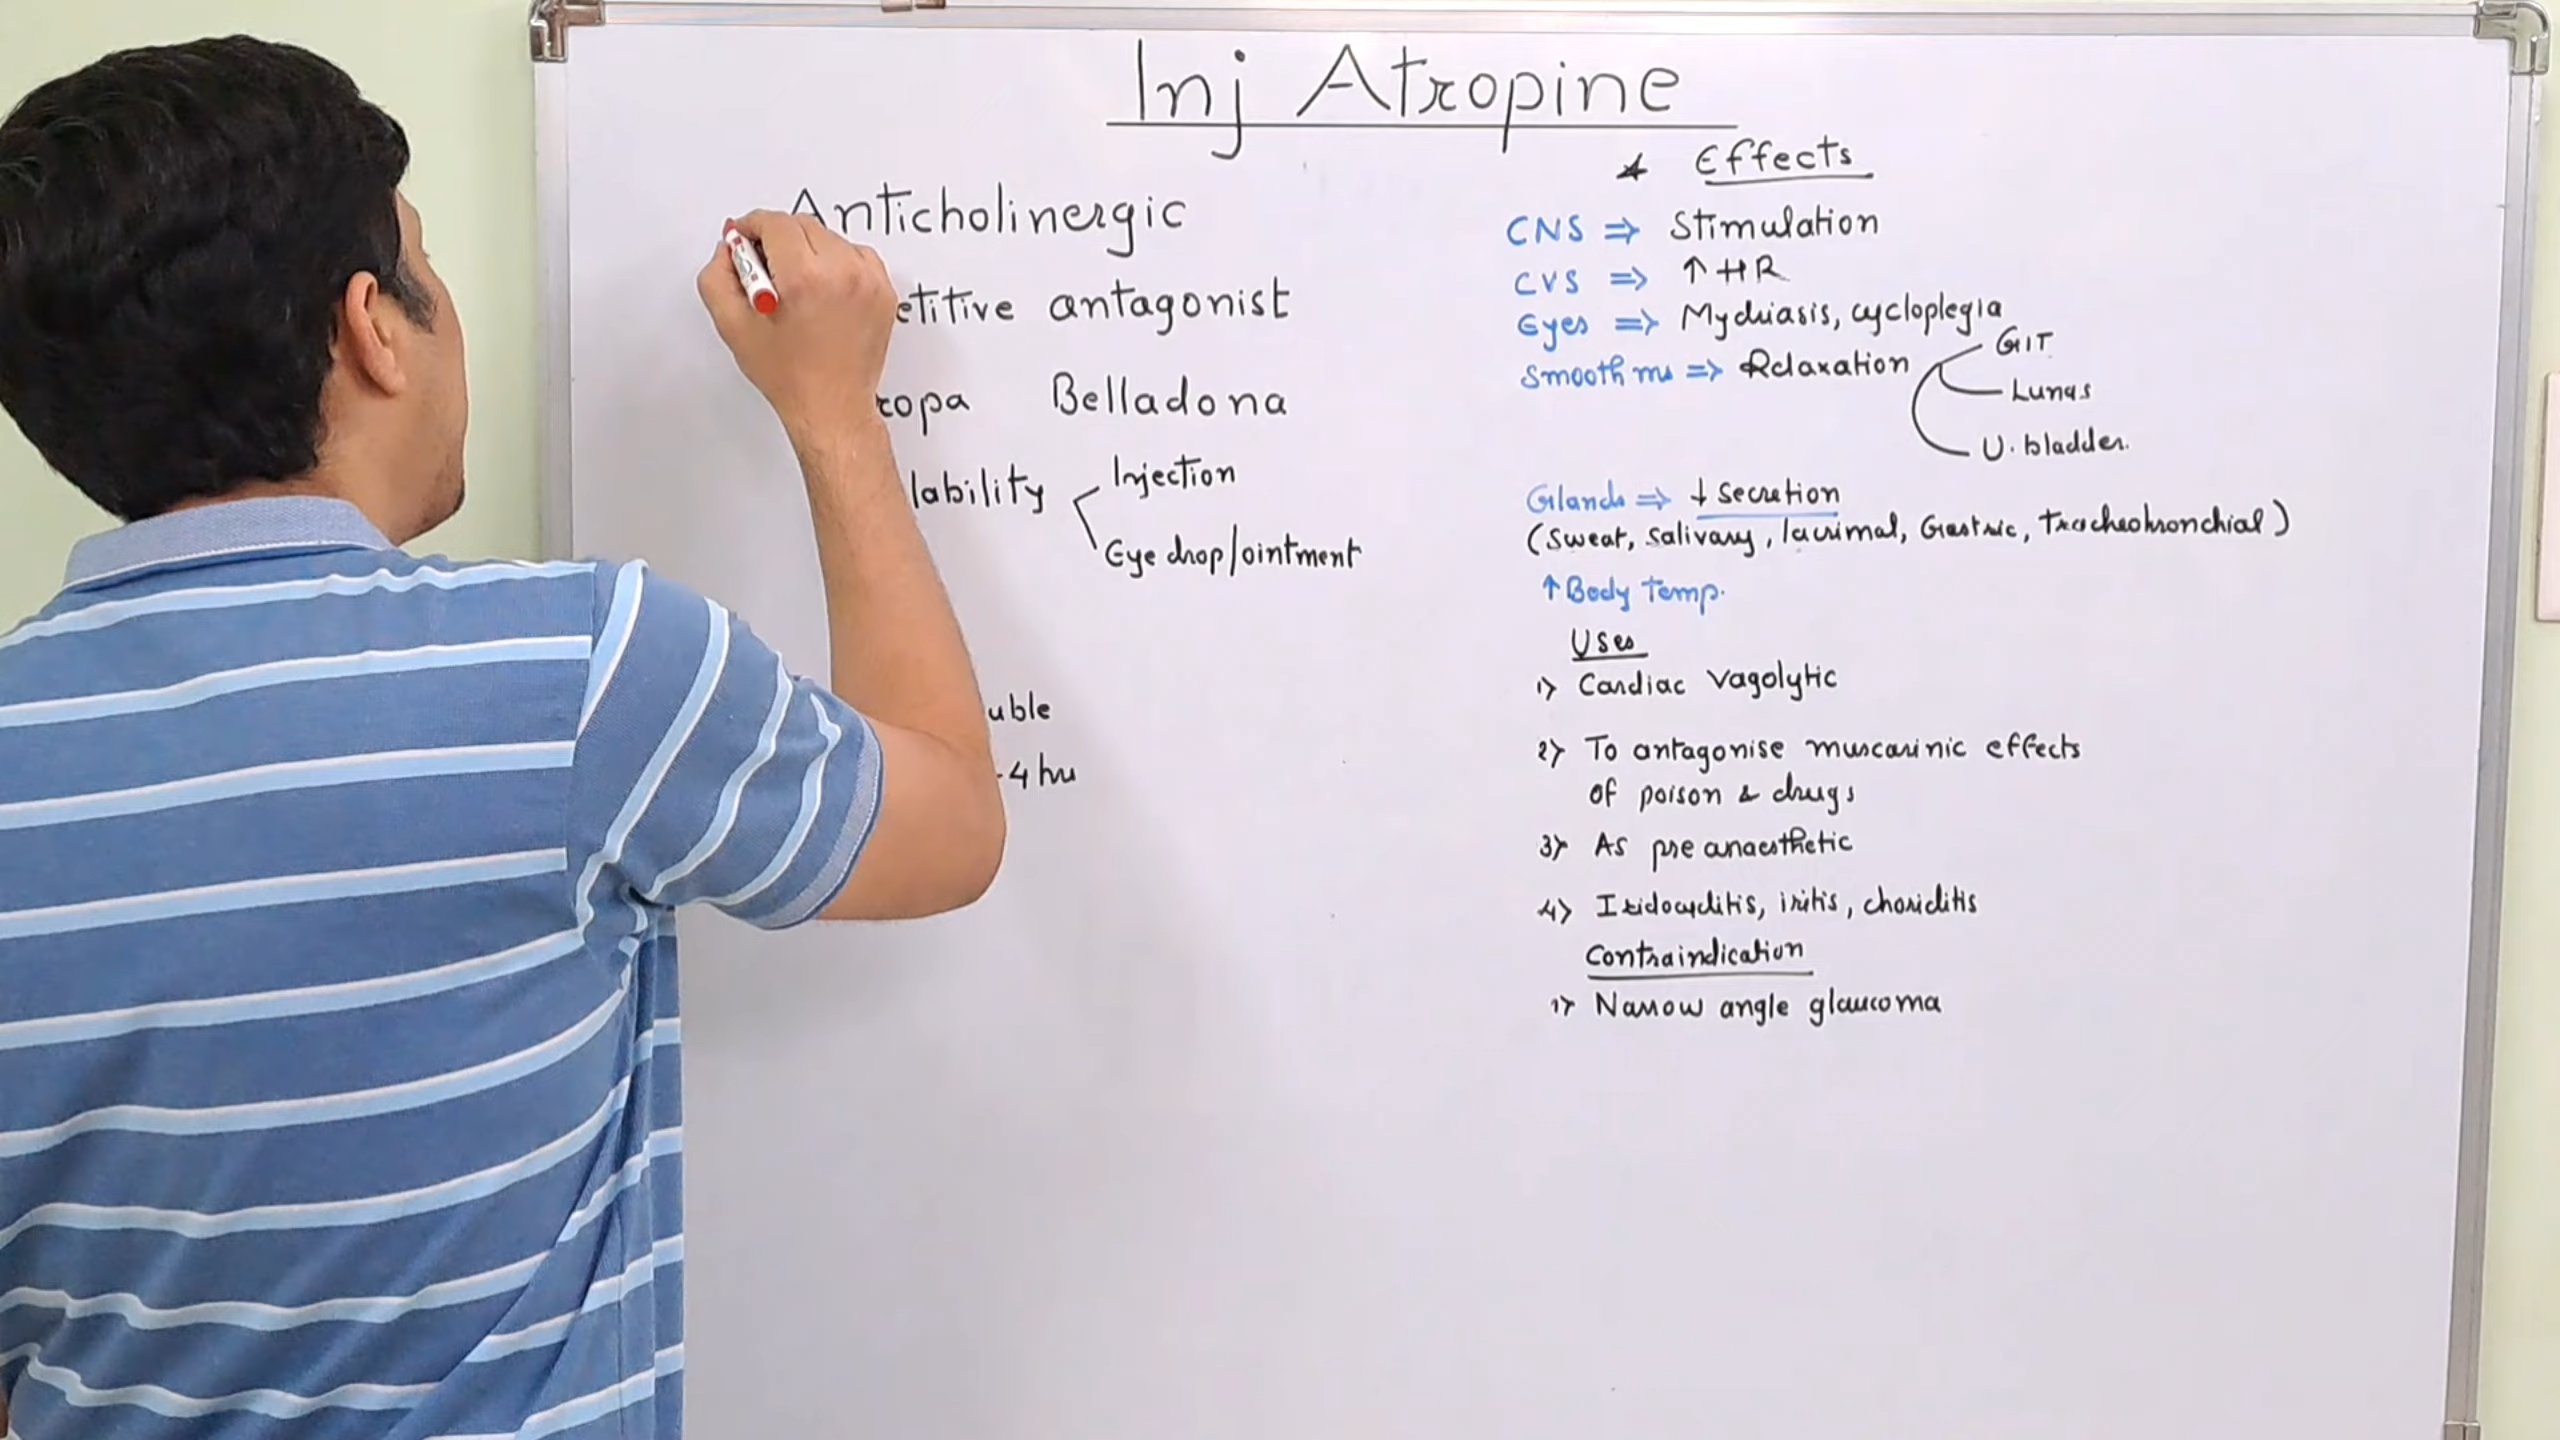 Inj Atropine
Anticholinergic
etitive antagonist
ropa Belladona
lability Injection
Eye drop/ointment
uble
-4 hr
* Effects
CNS ⇒ Stimulation
CVS ⇒ ↑ HR
Eyes ⇒ Mydriasis, cycloplegia
Smooth ms ⇒ Relaxation
GIT
Lungs
U. bladder.
Glands ⇒ ↓ secretion
(Sweat, Salivary, lacrimal, Gastric, tracheobronchial)
↑ Body Temp.
Uses
1) Cardiac Vagolytic
2) To antagonise muscarinic effects
of poison & drugs
3) As pre anaesthetic
4) Iridocyclitis, iritis, choriditis
Contraindication
1) Narrow angle glaucoma